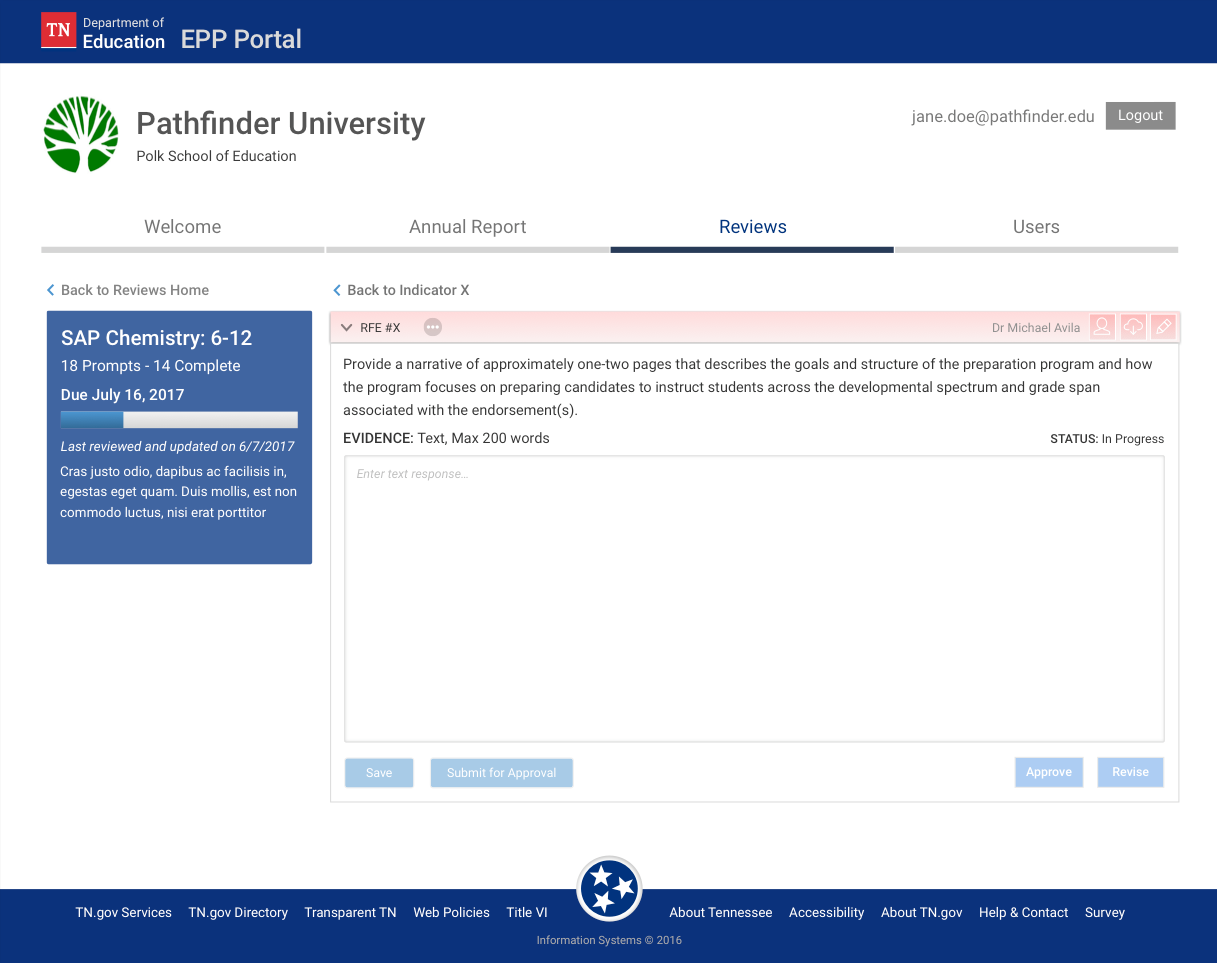 TN
Department of
Education
EPP Portal
Pathfinder University
Polk School of Education
jane.doe@pathfinder.edu
Logout
Welcome
Annual Report
Reviews
Users
Back to Reviews Home
SAP Chemistry: 6-12
18 Prompts - 14 Complete
Due July 16, 2017
Last reviewed and updated on 6/7/2017
Cras justo odio, dapibus ac facilisis in,
egestas eget quam. Duis mollis, est non
commodo luctus, nisi erat porttitor
Back to Indicator X
RFE #X
Dr Michael Avila
Provide a narrative of approximately one-two pages that describes the goals and structure of the preparation program and how
the program focuses on preparing candidates to instruct students across the developmental spectrum and grade span
associated with the endorsement(s).
EVIDENCE: Text, Max 200 words
STATUS: In Progress
Enter text response...
Save
Submit for Approval
Approve
Revise
TN.gov Services
TN.gov Directory
Transparent TN
Web Policies
Title VI
About Tennessee
Accessibility
About TN.gov
Help & Contact
Survey
Information Systems © 2016